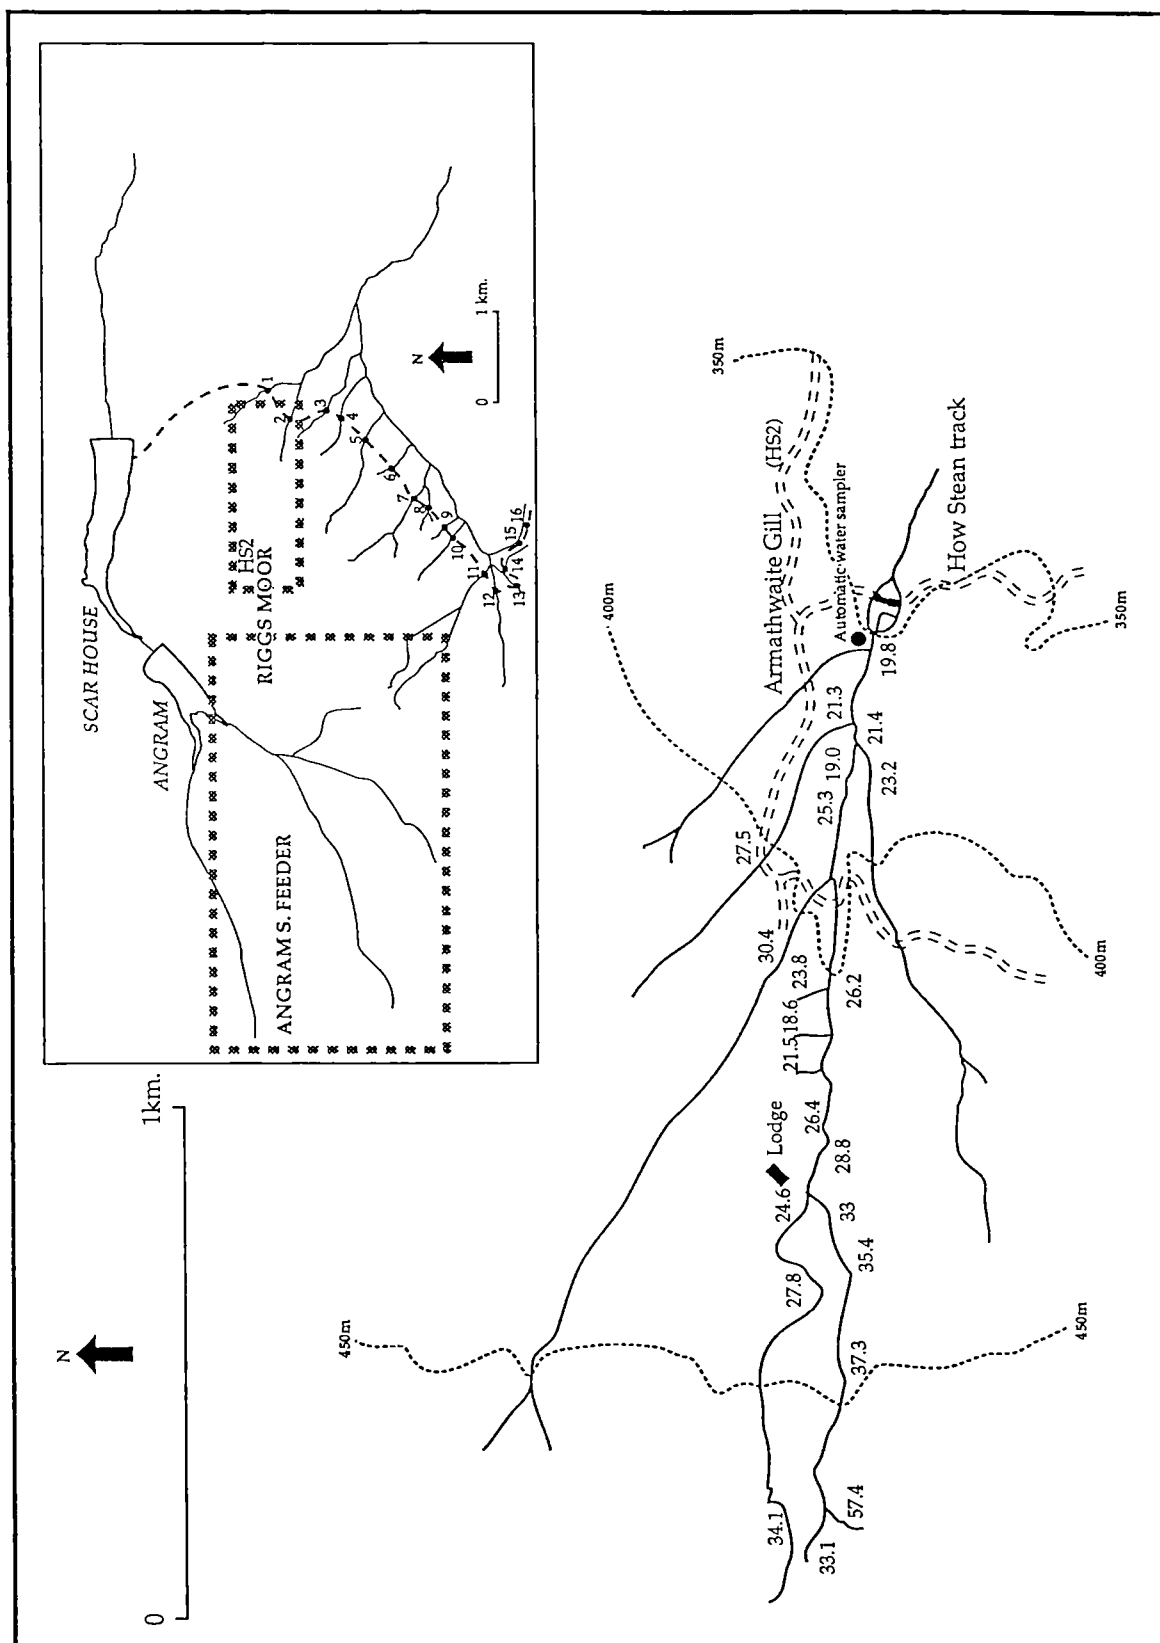 SCAR HOUSE
ANGRAM
RIGGS MOOR
HS2
ANGRAM S. FEEDER
1
2
3
4
5
6
7
8
9
10
11
12
13
14
15
16
N
0
1 km.
0
1km.
N
350m
400m
Armathwaite Gill (HS2)
Automatic water sampler
How Stean track
350m
19.8
21.3
21.4
19.0
23.2
25.3
27.5
30.4
400m
23.8
26.2
18.6
21.5
26.4
28.8
Lodge
24.6
33
35.4
27.8
450m
37.3
450m
34.1
33.1
57.4